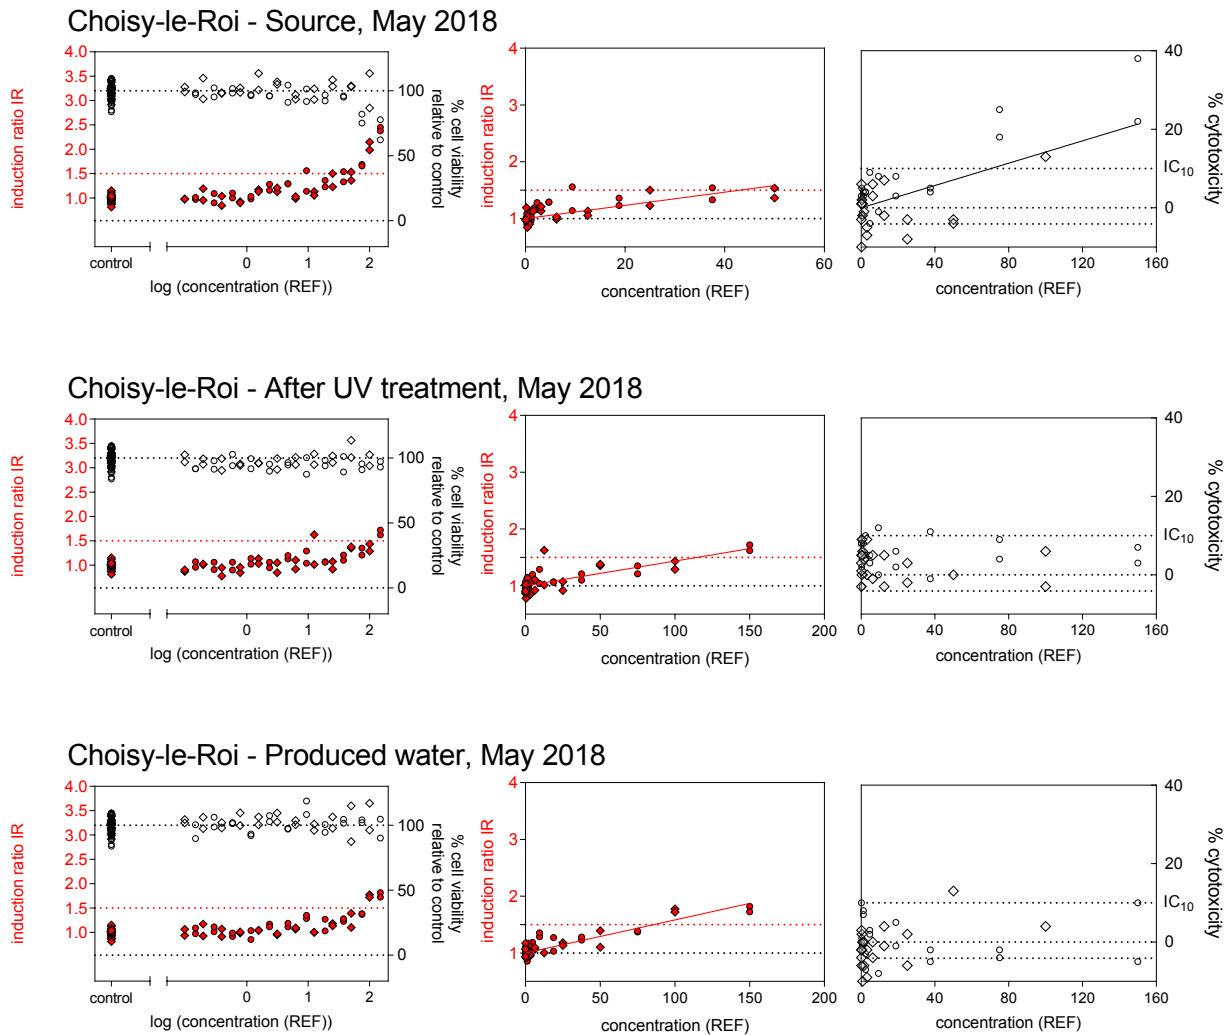 Choisy-le-Roi - Source, May 2018
induction ratio IR
4.0
3.5
3.0
2.5
2.0
1.5
1.0
100
50
0
% cell viability
relative to control
control
0
1
2
log (concentration (REF))
induction ratio IR
4
3
2
1
0
20
40
60
concentration (REF)
40
20
IC10
0
% cytotoxicity
0
40
80
120
160
concentration (REF)
Choisy-le-Roi - After UV treatment, May 2018
induction ratio IR
4.0
3.5
3.0
2.5
2.0
1.5
1.0
100
50
0
% cell viability
relative to control
control
0
1
2
log (concentration (REF))
induction ratio IR
4
3
2
1
0
50
100
150
200
concentration (REF)
40
20
IC10
0
% cytotoxicity
0
40
80
120
160
concentration (REF)
Choisy-le-Roi - Produced water, May 2018
induction ratio IR
4.0
3.5
3.0
2.5
2.0
1.5
1.0
100
50
0
% cell viability
relative to control
control
0
1
2
log (concentration (REF))
induction ratio IR
4
3
2
1
0
50
100
150
200
concentration (REF)
40
20
IC10
0
% cytotoxicity
0
40
80
120
160
concentration (REF)